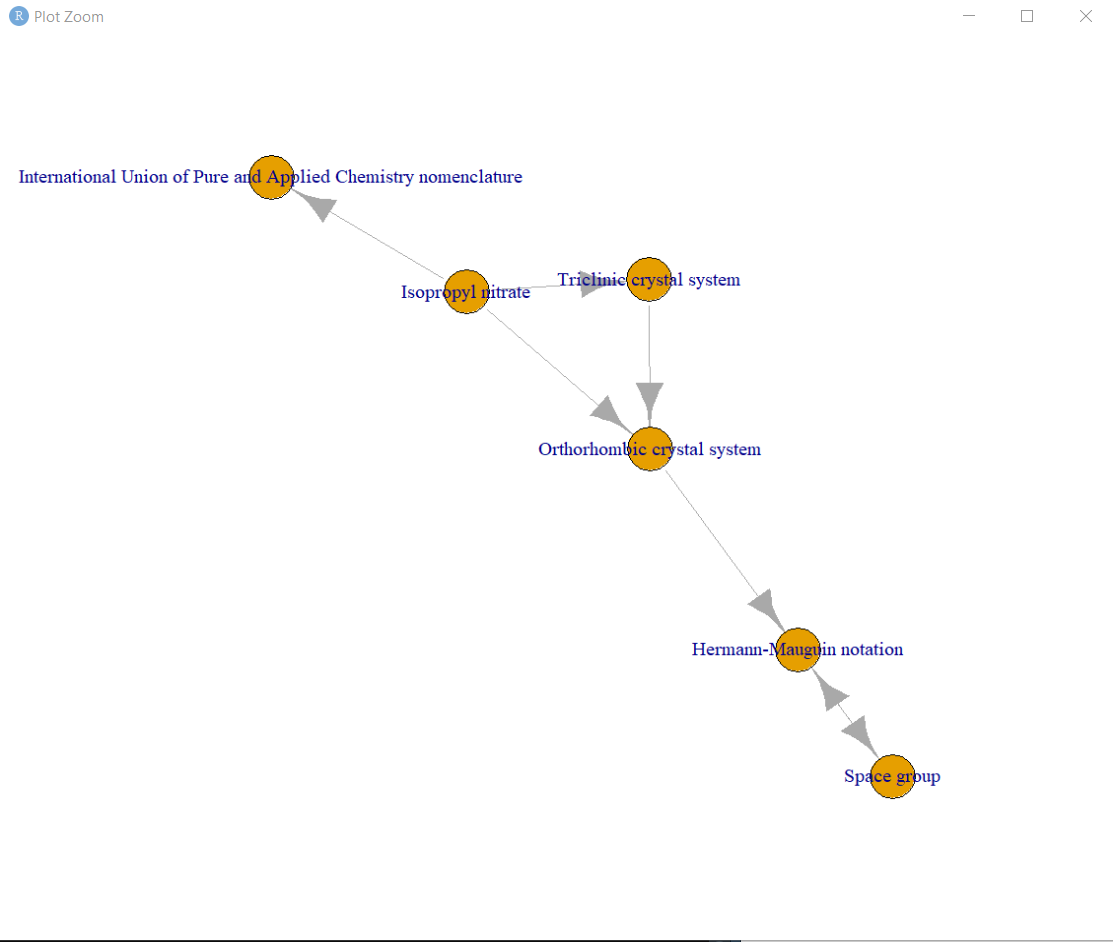 R Plot Zoom
International Union of Pure and Applied Chemistry nomenclature
Triclinic crystal system
Isopropyl nitrate
Orthorhombic crystal system
Hermann-Mauguin notation
Space group